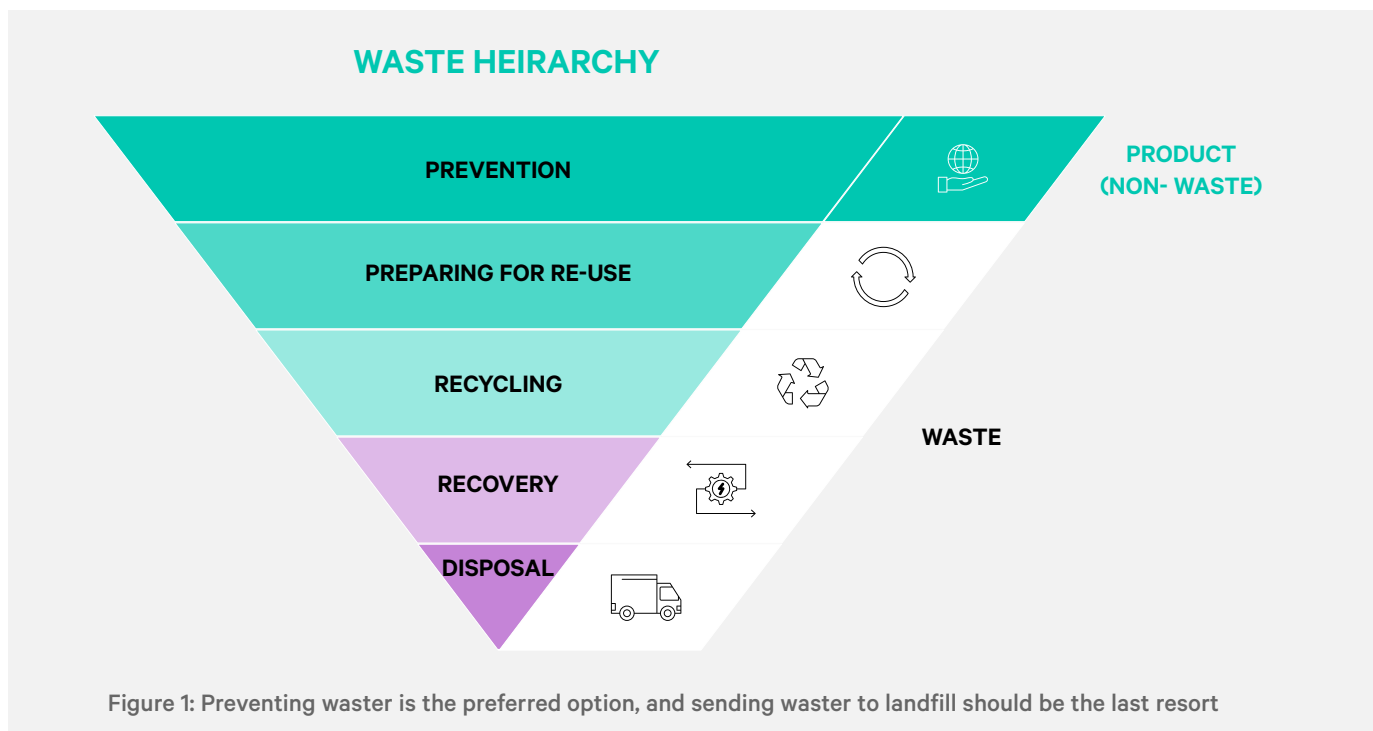 WASTE HEIRARCHY
PREVENTION
PRODUCT
(NON- WASTE)
PREPARING FOR RE-USE
RECYCLING
WASTE
RECOVERY
DISPOSAL
Figure 1: Preventing waster is the preferred option, and sending waster to landfill should be the last resort